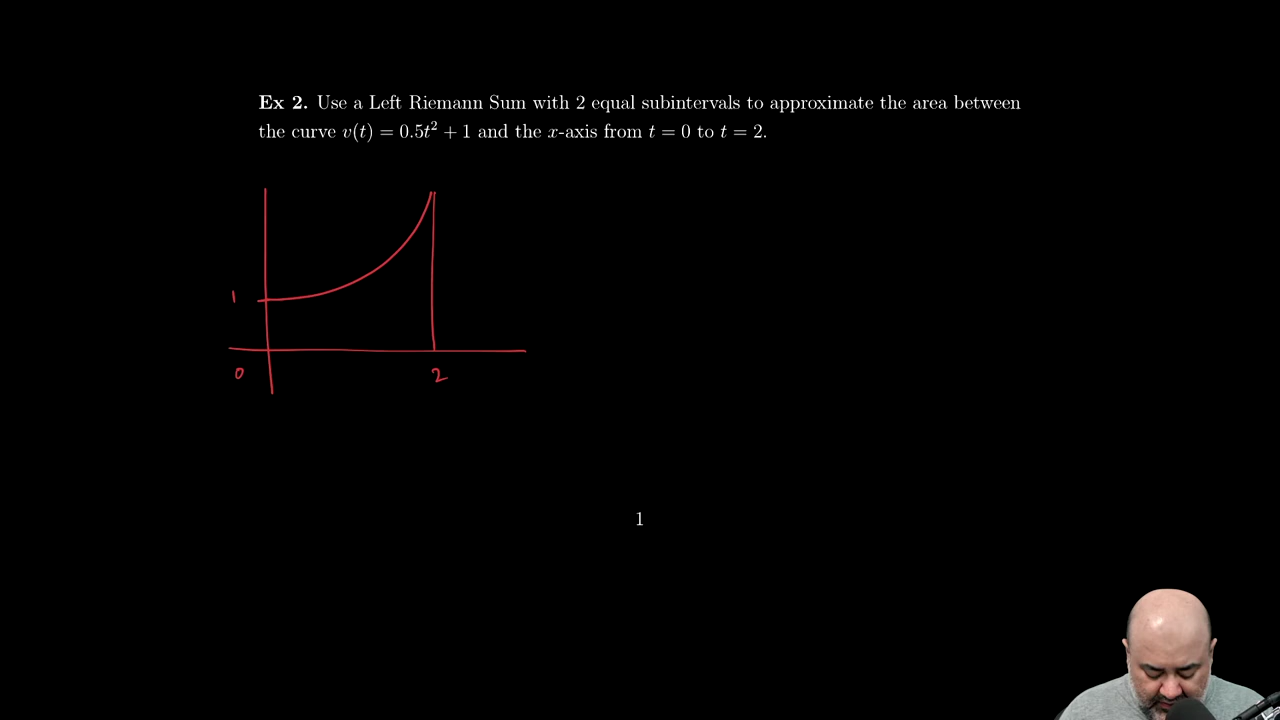 Ex 2. Use a Left Riemann Sum with 2 equal subintervals to approximate the area between
the curve v(t) = 0.5t² + 1 and the x-axis from t = 0 to t = 2.
1
0 2
1